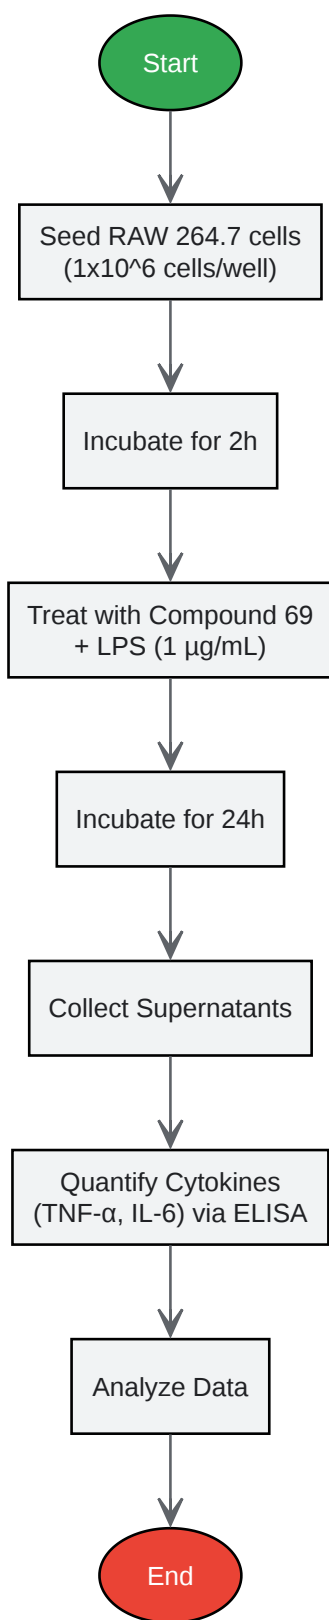 Start
Seed RAW 264.7 cells
(1x10^6 cells/well)
Incubate for 2h
Treat with Compound 69
+ LPS (1 µg/mL)
Incubate for 24h
Collect Supernatants
Quantify Cytokines
(TNF-α, IL-6) via ELISA
Analyze Data
End